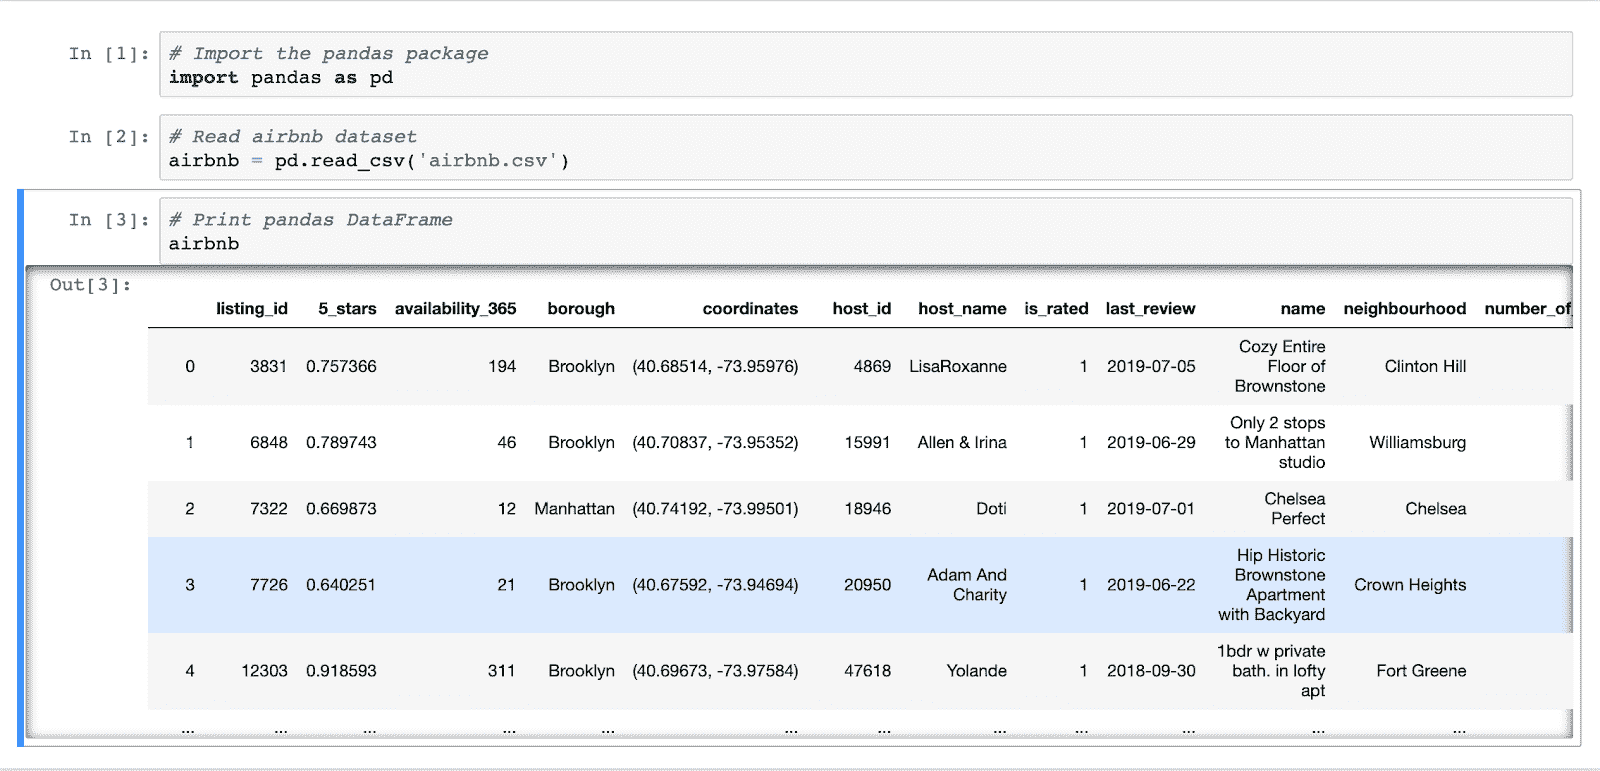 In [1]: # Import the pandas package
import pandas as pd
In [2]: # Read airbnb dataset
airbnb = pd.read_csv('airbnb.csv')
In [3]: # Print pandas DataFrame
airbnb
Out[3]:
listing_id 5_stars availability_365 borough coordinates host_id host_name is_rated last_review name neighbourhood number_of_
Cozy Entire
0 3831 0.757366 194 Brooklyn (40.68514, -73.95976) 4869 LisaRoxanne 1 2019-07-05 Floor of Clinton Hill
Brownstone
Only 2 stops
1 6848 0.789743 46 Brooklyn (40.70837, -73.95352) 15991 Allen & Irina 1 2019-06-29 to Manhattan Williamsburg
studio
2 7322 0.669873 12 Manhattan (40.74192, -73.99501) 18946 Doti 1 2019-07-01 Chelsea Chelsea
Perfect
Hip Historic
3 7726 0.640251 21 Brooklyn (40.67592, -73.94694) 20950 Adam And 1 2019-06-22 Brownstone Crown Heights
Charity Apartment
with Backyard
1bdr w private
4 12303 0.918593 311 Brooklyn (40.69673, -73.97584) 47618 Yolande 1 2018-09-30 bath. in lofty Fort Greene
apt
... ... ... ... ... ... ... ... ... ... ... ...